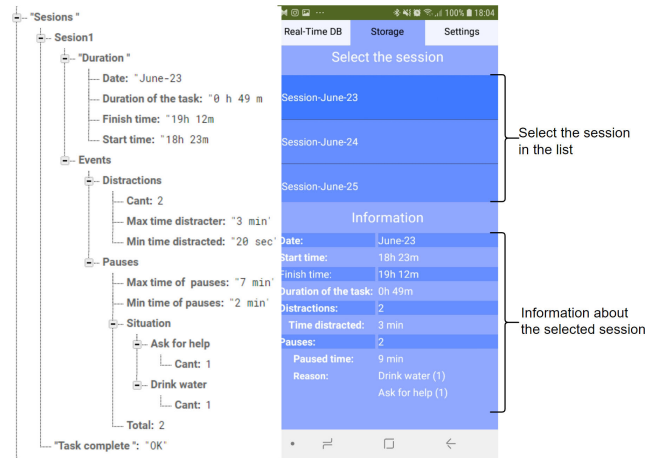 "Sesions "
Sesion1
"Duration "
Date: "June-23
Duration of the task: "0 h 49 m
Finish time: "19h 12m
Start time: "18h 23m
Events
Distractions
Cant: 2
Max time distracter: "3 min'
Min time distracted: "20 sec'
Pauses
Max time of pauses: "7 min'
Min time of pauses: "2 min'
Situation
Ask for help
Cant: 1
Drink water
Cant: 1
Total: 2
"Task complete ": "OK"
100% 18:04
Real-Time DB Storage Settings
Select the session
Session-June-23
Session-June-24
Session-June-25
Information
Date: June-23
Start time: 18h 23m
Finish time: 19h 12m
Duration of the task: 0h 49m
Distractions: 2
Time distracted: 3 min
Pauses: 2
Paused time: 9 min
Reason: Drink water (1)
Ask for help (1)
Select the session
in the list
Information about
the selected session